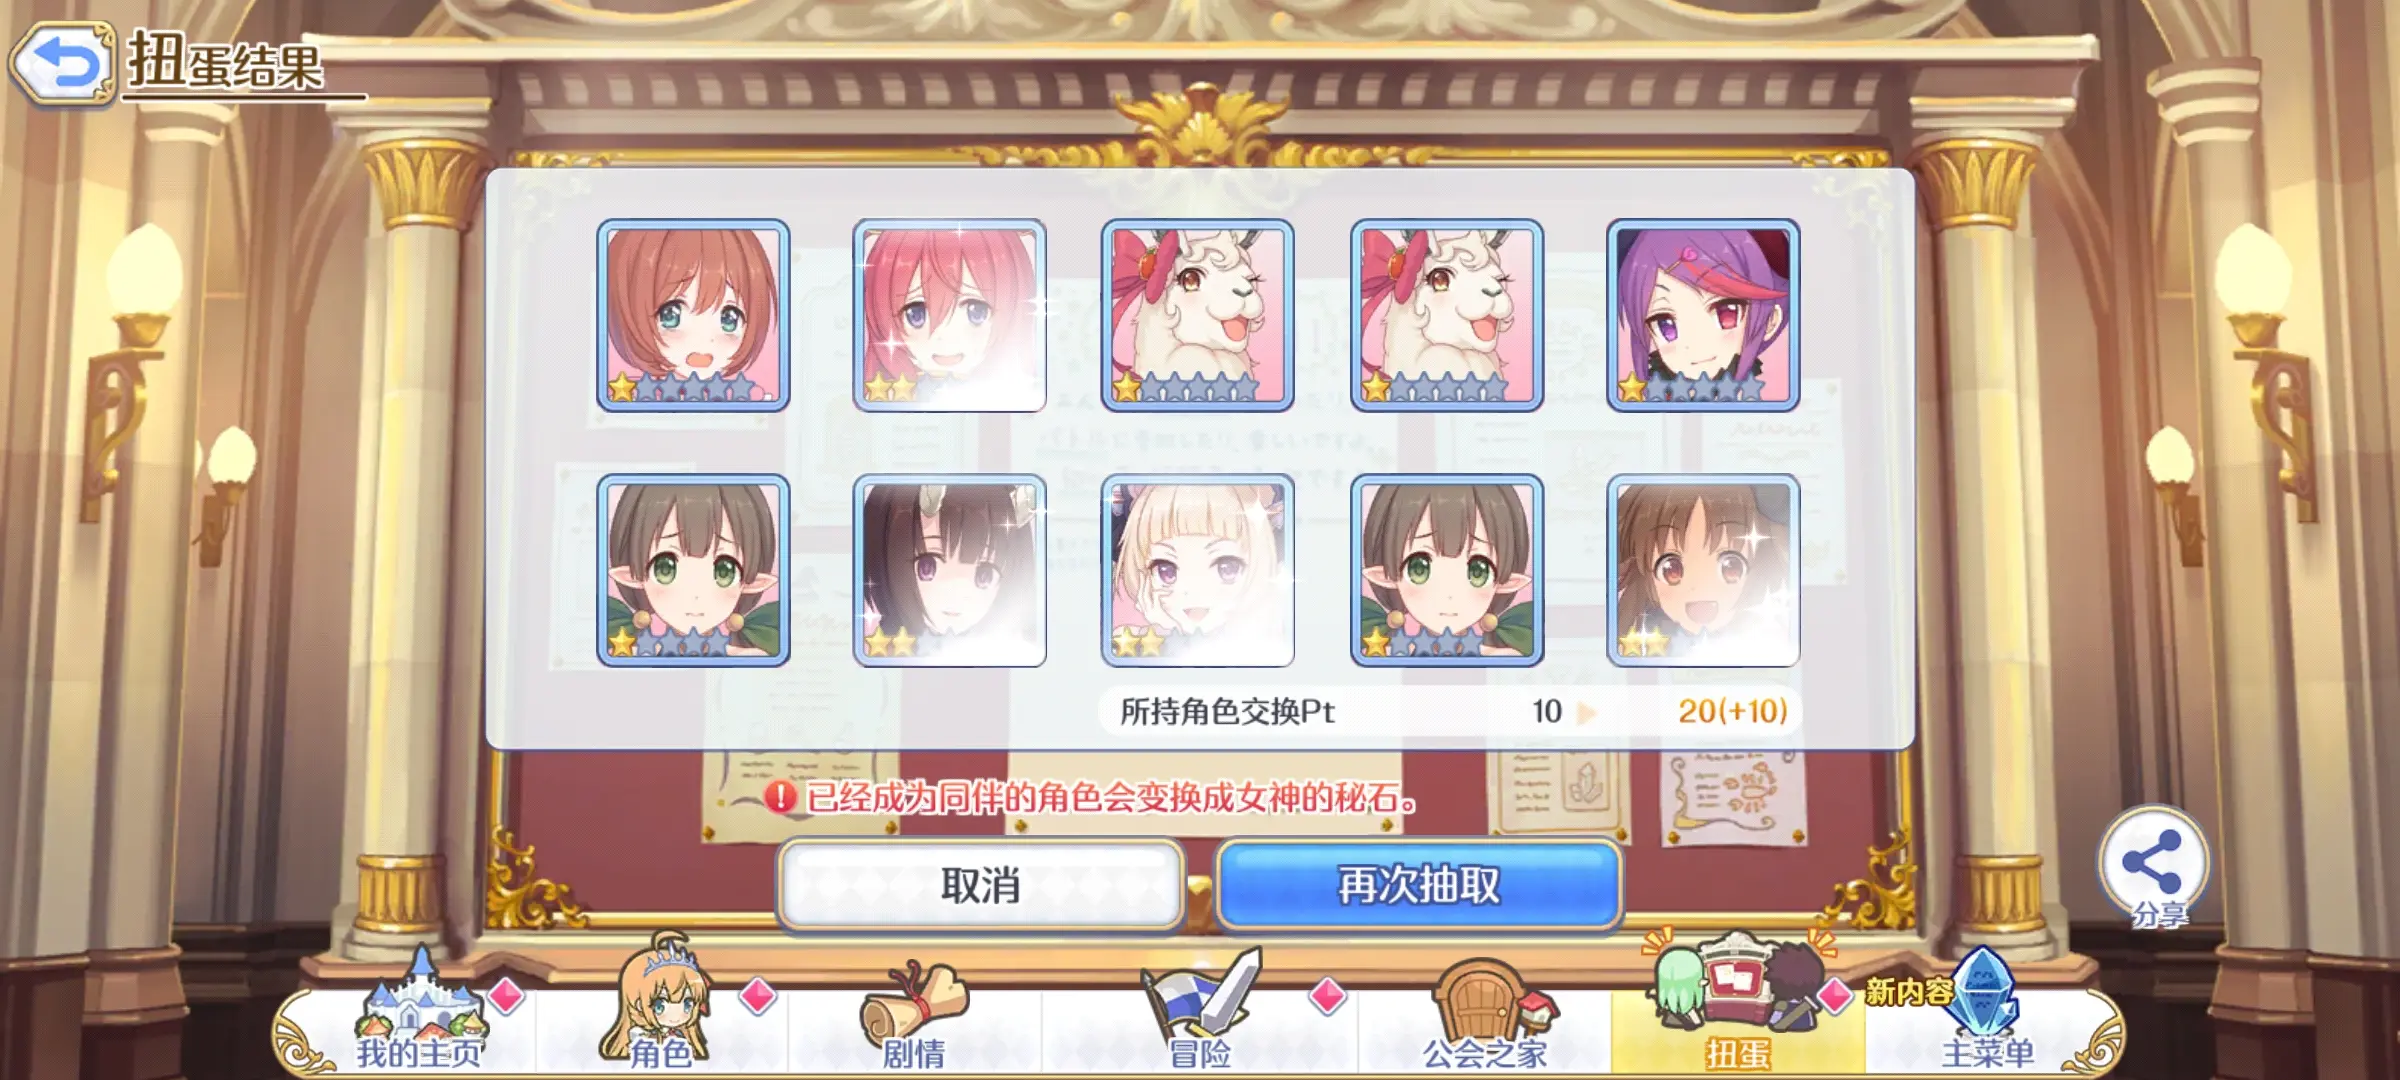 扭蛋结果
所持角色交换Pt 10 20(+10)
已经成为同伴的角色会变换成女神的秘石。
取消
再次抽取
分享
新内容
我的主页
角色
剧情
冒险
公会之家
扭蛋
主菜单